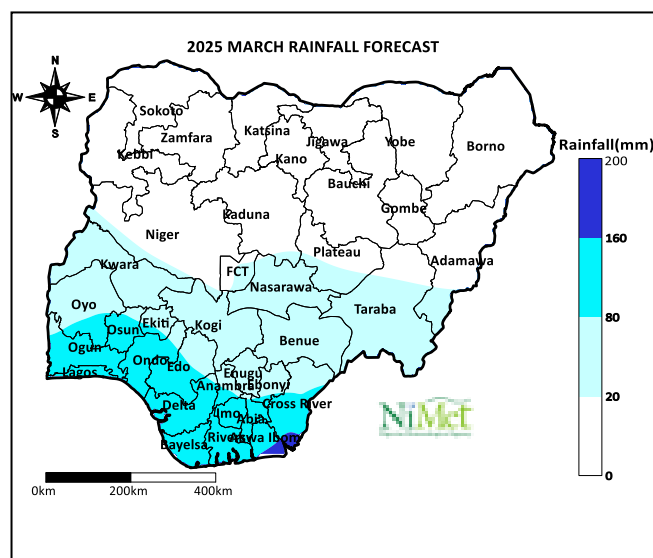 2025 MARCH RAINFALL FORECAST
N
W E
S
Sokoto
Zamfara
Katsina
Jigawa
Yobe
Borno
Kebbi
Kano
Bauchi
Gombe
Kaduna
Niger
Plateau
Adamawa
FCT
Kwara
Nasarawa
Taraba
Oyo
Osun
Ekiti
Kogi
Benue
Ogun
Ondo
Edo
Enugu
Lagos
Anambra
Ebonyi
Delta
Imo
Abia
Cross River
Bayelsa
Rivers
Akwa Ibom
Rainfall(mm)
200
160
80
20
0
NiMet
0km 200km 400km